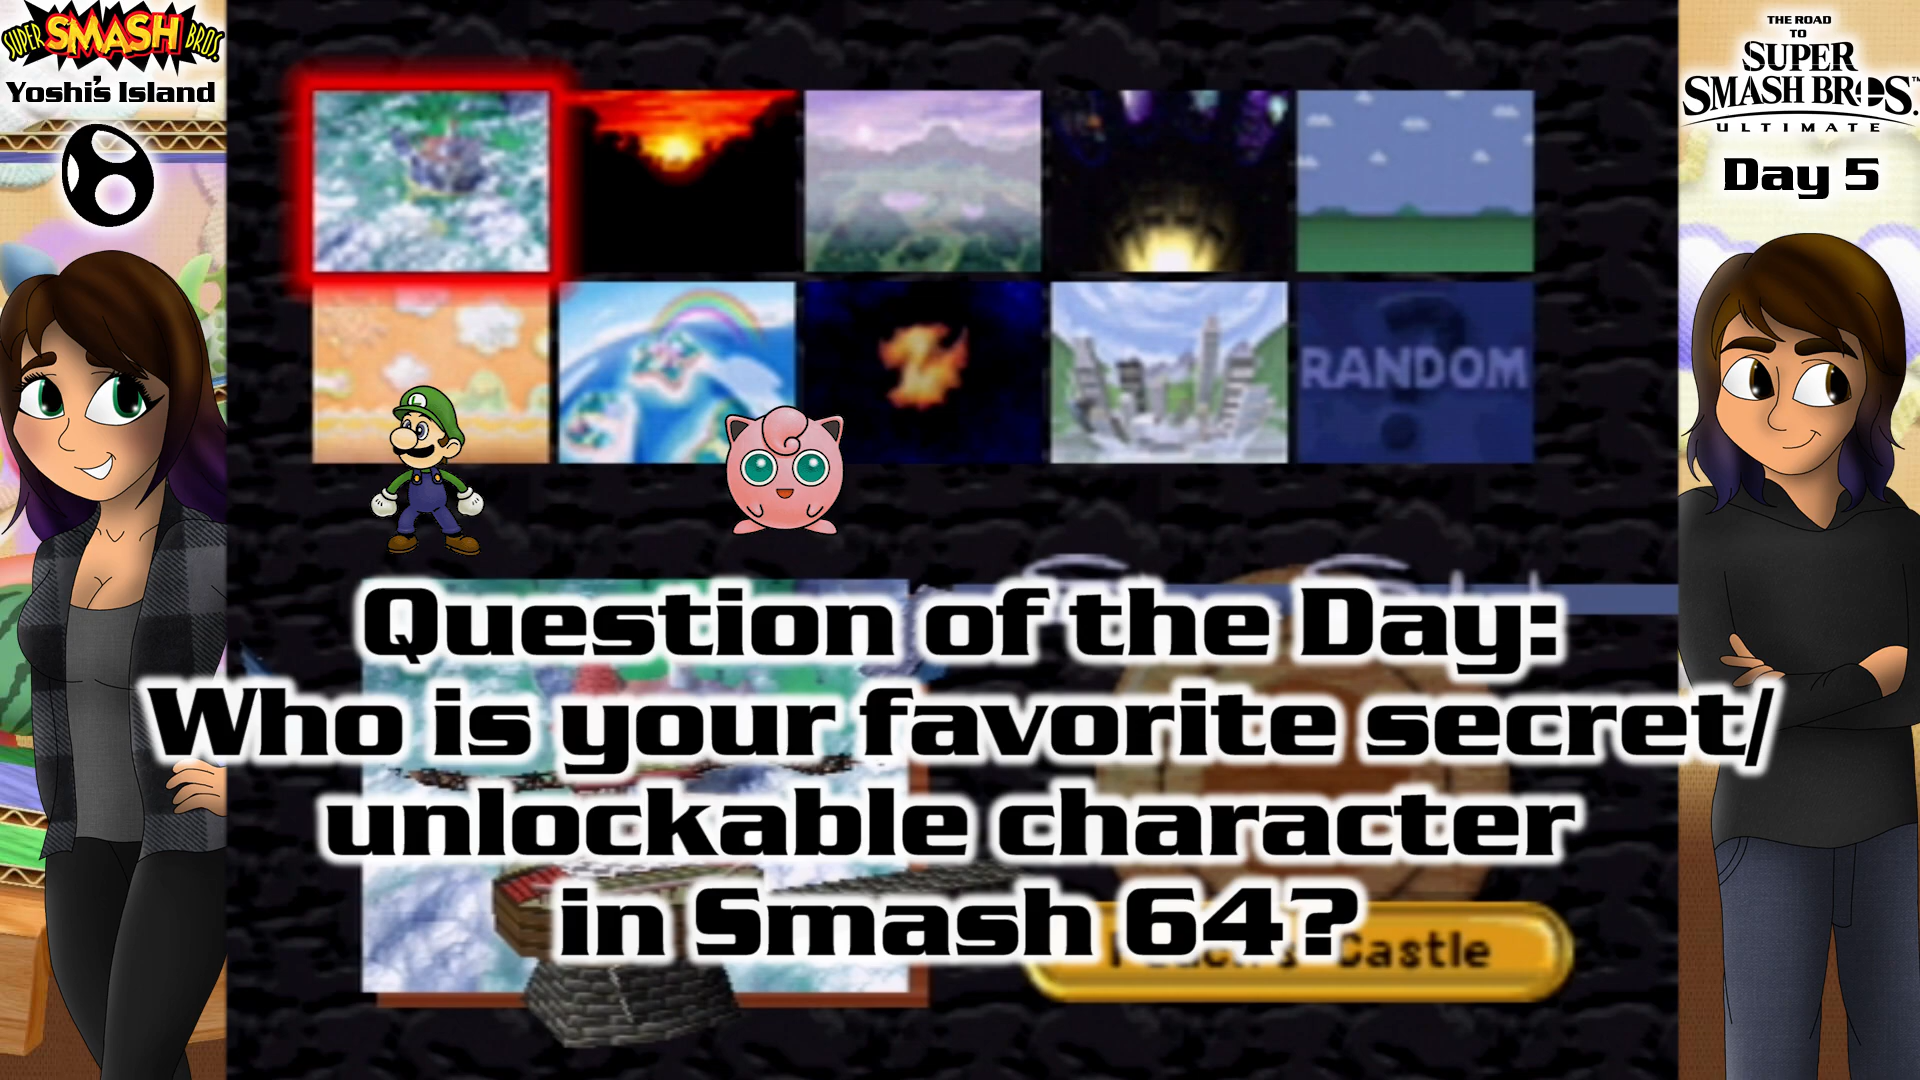 SUPER SMASH BROS.
Yoshi's Island
THE ROAD
TO
SUPER
SMASH BROS.™
ULTIMATE
Day 5
RANDOM
Question of the Day:
Who is your favorite secret/
unlockable character
in Smash 64?
Castle